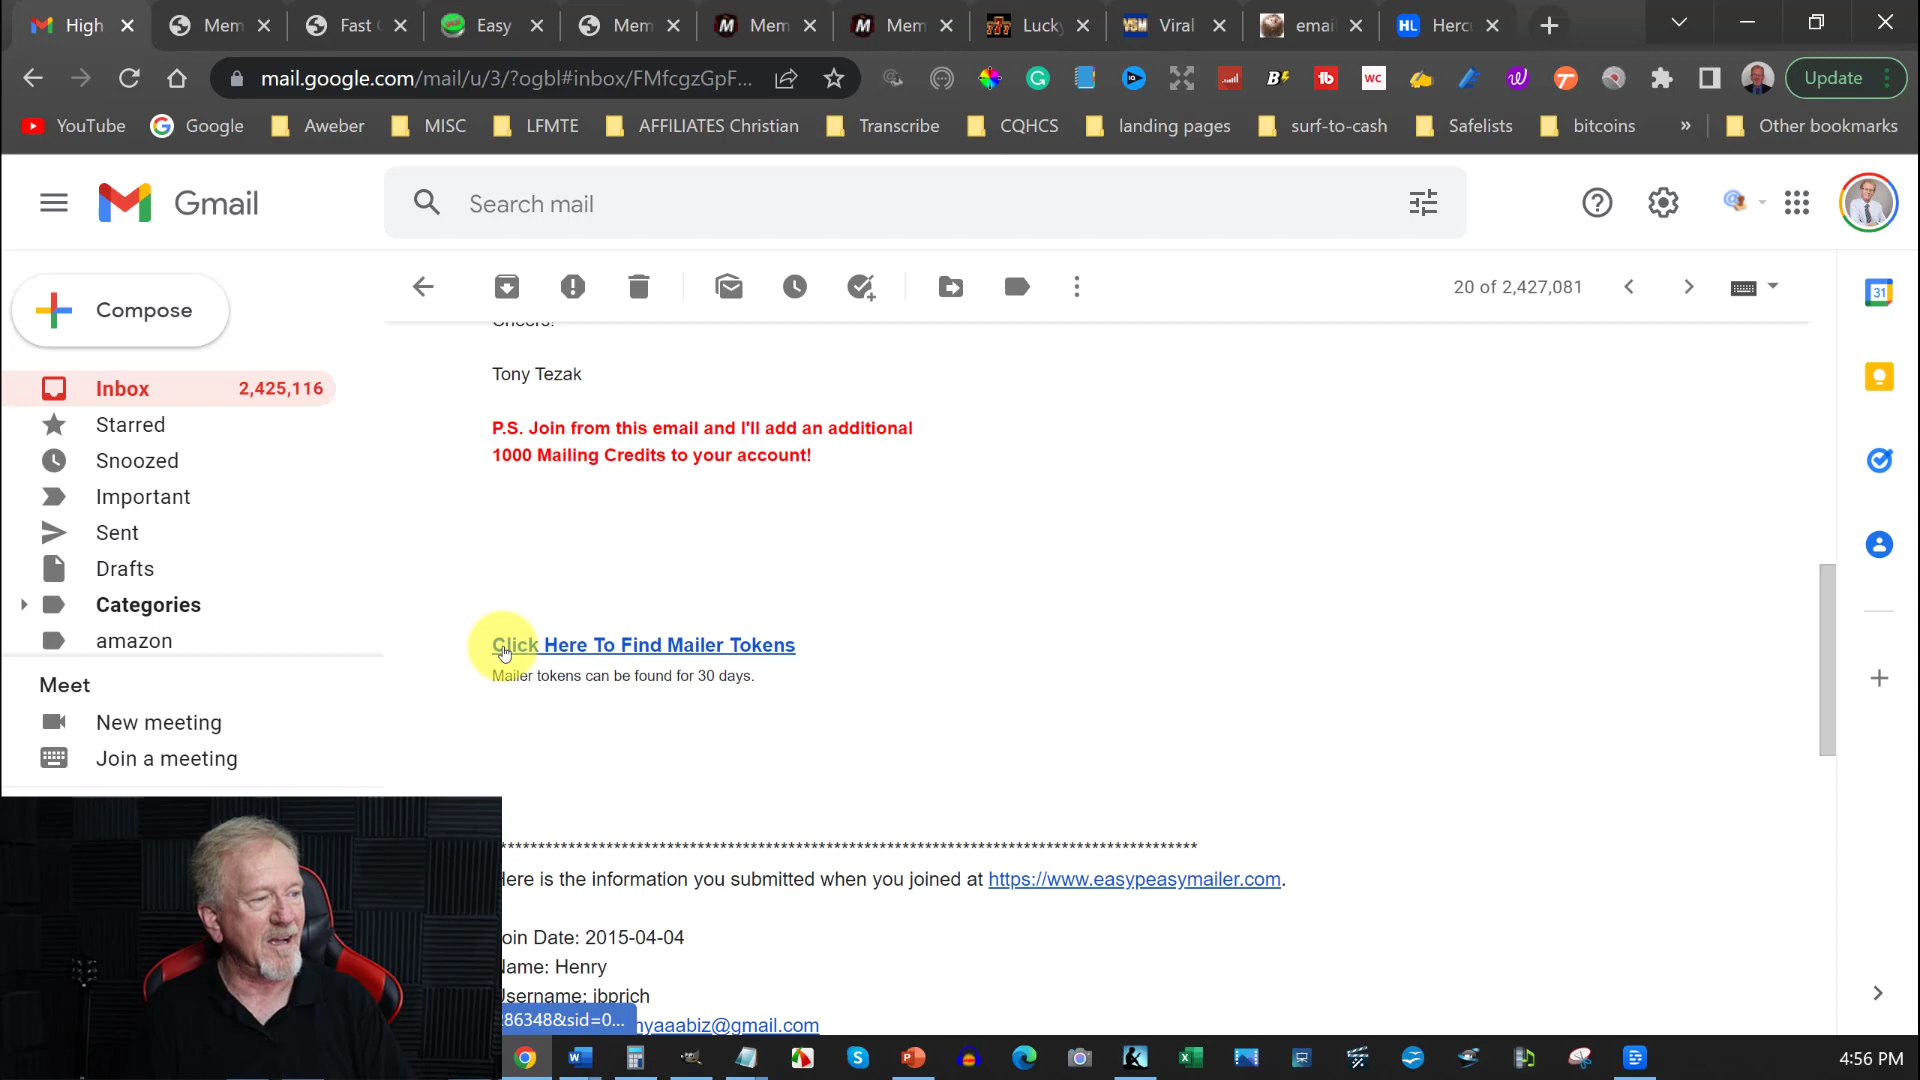 High
Mem
Fast
Easy
Mem
Mem
Mem
Lucky
Viral
emai
HL
Herc
mail.google.com/mail/u/3/?ogbl#inbox/FMfcgzGpF...
Update
YouTube
Google
Aweber
MISC
LFMTE
AFFILIATES Christian
Transcribe
CQHCS
landing pages
surf-to-cash
Safelists
bitcoins
»
Other bookmarks
Gmail
Search mail
Compose
20 of 2,427,081
Cheers!
Inbox 2,425,116
Starred
Snoozed
Important
Sent
Drafts
Categories
amazon
Meet
New meeting
Join a meeting
Tony Tezak
P.S. Join from this email and I'll add an additional
1000 Mailing Credits to your account!
Click Here To Find Mailer Tokens
Mailer tokens can be found for 30 days.
Here is the information you submitted when you joined at https://www.easypeasymailer.com.
oin Date: 2015-04-04
Name: Henry
Username: ibprich
86348&sid=0...
nyaaabiz@gmail.com
31
4:56 PM